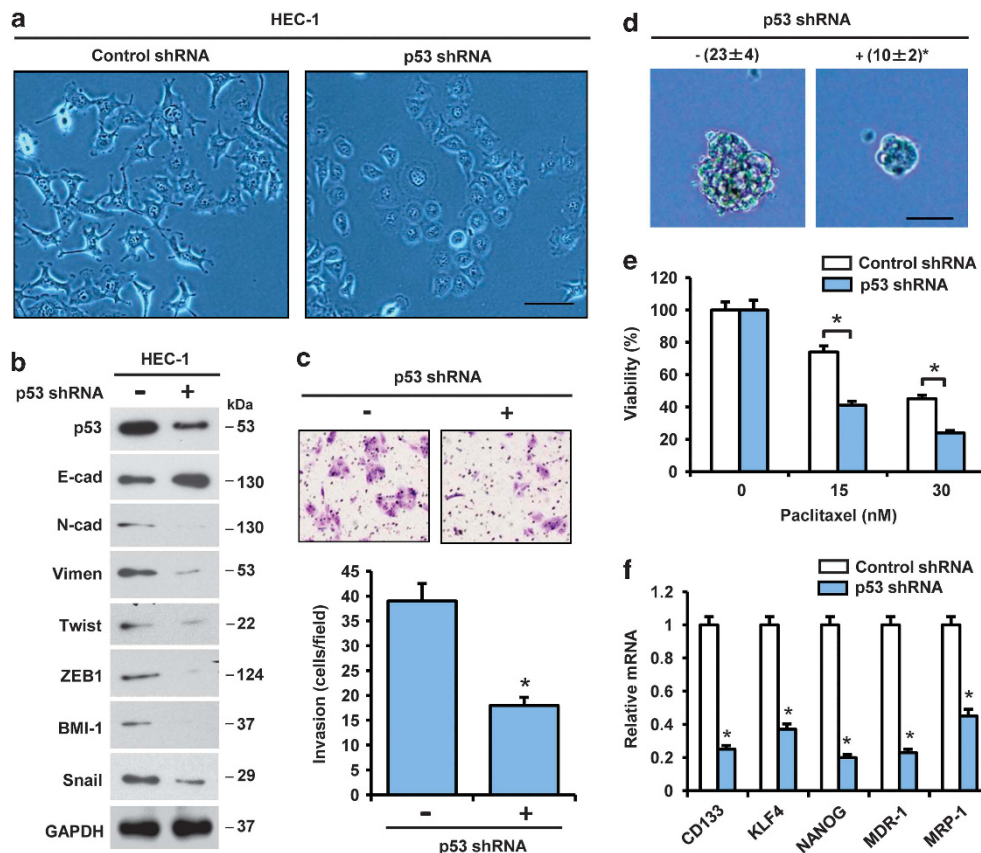 a
HEC-1
Control shRNA
p53 shRNA
b
HEC-1
p53 shRNA
-
+
kDa
p53
– 53
E-cad
– 130
N-cad
– 130
Vimen
– 53
Twist
– 22
ZEB1
– 124
BMI-1
– 37
Snail
– 29
GAPDH
– 37
c
p53 shRNA
-
+
Invasion (cells/field)
45
40
35
30
25
20
15
10
5
0
*
–
+
p53 shRNA
d
p53 shRNA
- (23±4)
+ (10±2)*
e
Control shRNA
p53 shRNA
Viability (%)
120
100
80
60
40
20
0
*
*
0
15
30
Paclitaxel (nM)
f
Control shRNA
p53 shRNA
Relative mRNA
1.2
1
0.8
0.6
0.4
0.2
0
*
*
*
*
*
CD133
KLF4
NANOG
MDR-1
MRP-1